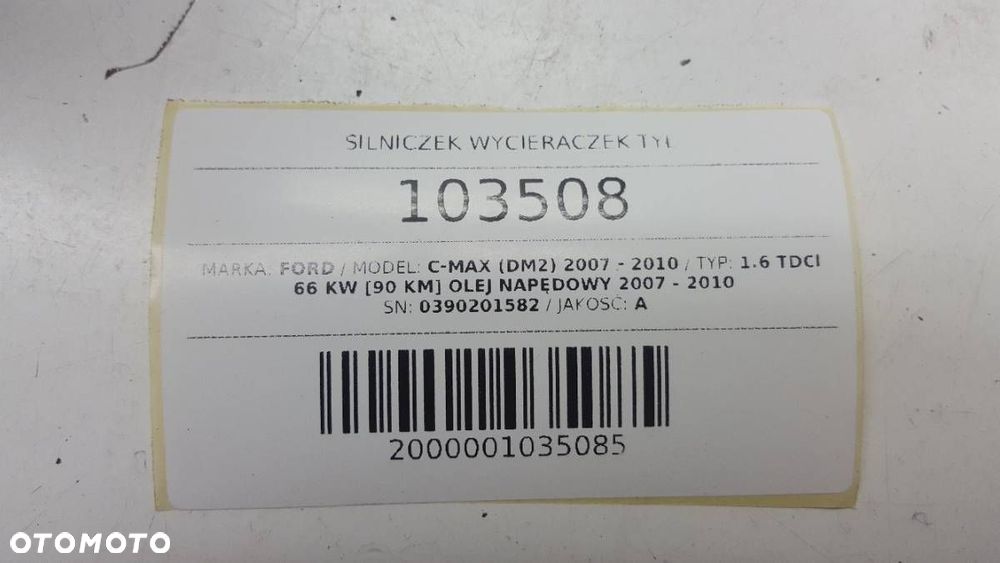 SILNICZEK WYCIERACZEK TYŁ
103508
MARKA: FORD / MODEL: C-MAX (DM2) 2007 - 2010 / TYP: 1.6 TDCI
66 KW [90 KM] OLEJ NAPĘDOWY 2007 - 2010
SN: 0390201582 / JAKOŚĆ: A
2000001035085
OTOMOTO